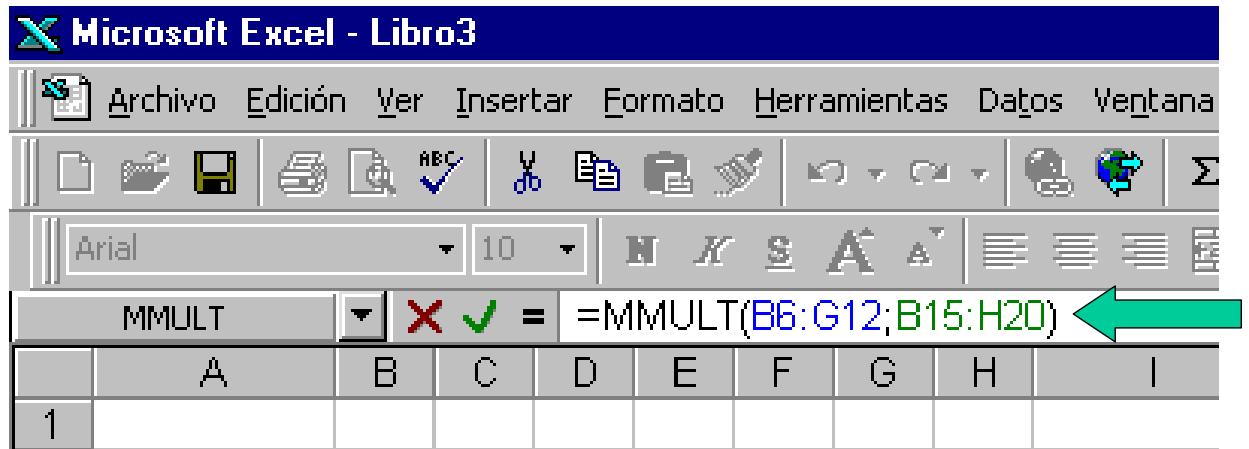 Microsoft Excel - Libro3
Archivo Edición Ver Insertar Formato Herramientas Datos Ventana
ABC Σ
Arial 10 N K S A A
MMULT = =MMULT(B6:G12;B15:H20)
A B C D E F G H I
1